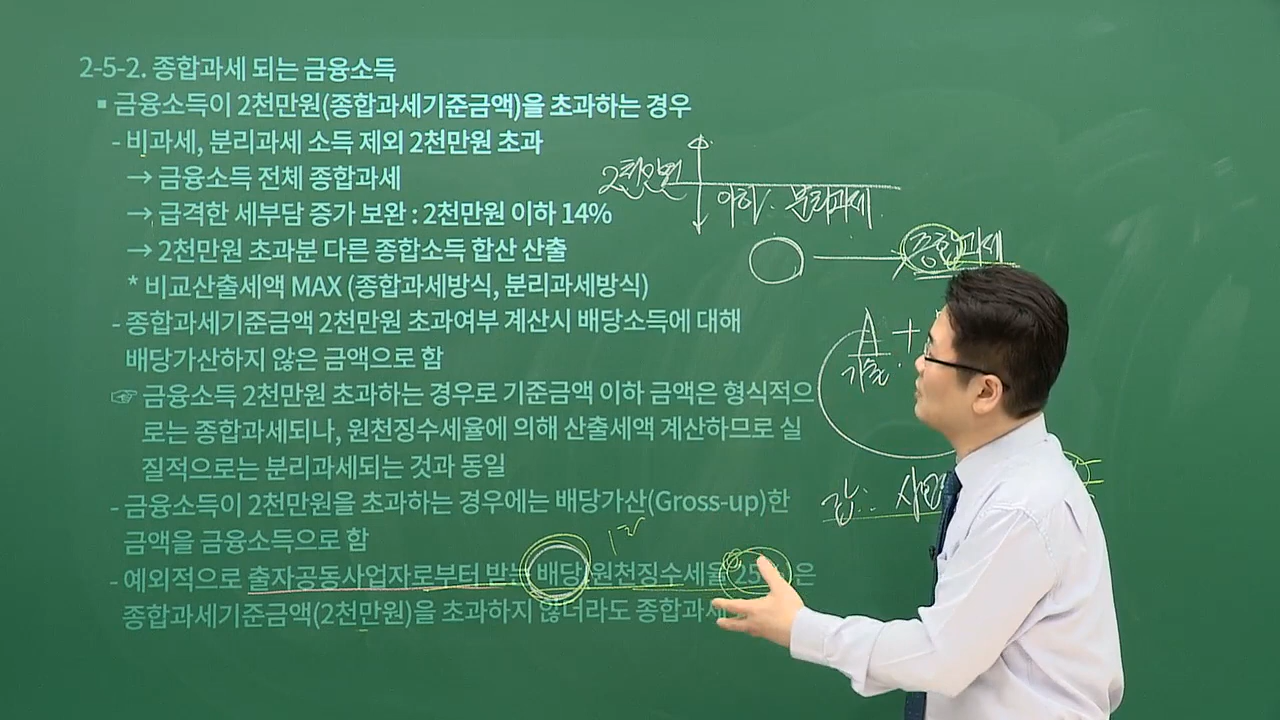 2-5-2. 종합과세 되는 금융소득
▪ 금융소득이 2천만원(종합과세기준금액)을 초과하는 경우
- 비과세, 분리과세 소득 제외 2천만원 초과
→ 금융소득 전체 종합과세
→ 급격한 세부담 증가 보완 : 2천만원 이하 14%
→ 2천만원 초과분 다른 종합소득 합산 산출
* 비교산출세액 MAX (종합과세방식, 분리과세방식)
- 종합과세기준금액 2천만원 초과여부 계산시 배당소득에 대해
배당가산하지 않은 금액으로 함
☞ 금융소득 2천만원 초과하는 경우로 기준금액 이하 금액은 형식적으
로는 종합과세되나, 원천징수세율에 의해 산출세액 계산하므로 실
질적으로는 분리과세되는 것과 동일
- 금융소득이 2천만원을 초과하는 경우에는 배당가산(Gross-up)한
금액을 금융소득으로 함
- 예외적으로 출자공동사업자로부터 받는 배당(원천징수세율 25%)은
종합과세기준금액(2천만원)을 초과하지 않더라도 종합과세
2천만원
이하: 분리과세
종합과세
A +
기술
갑: